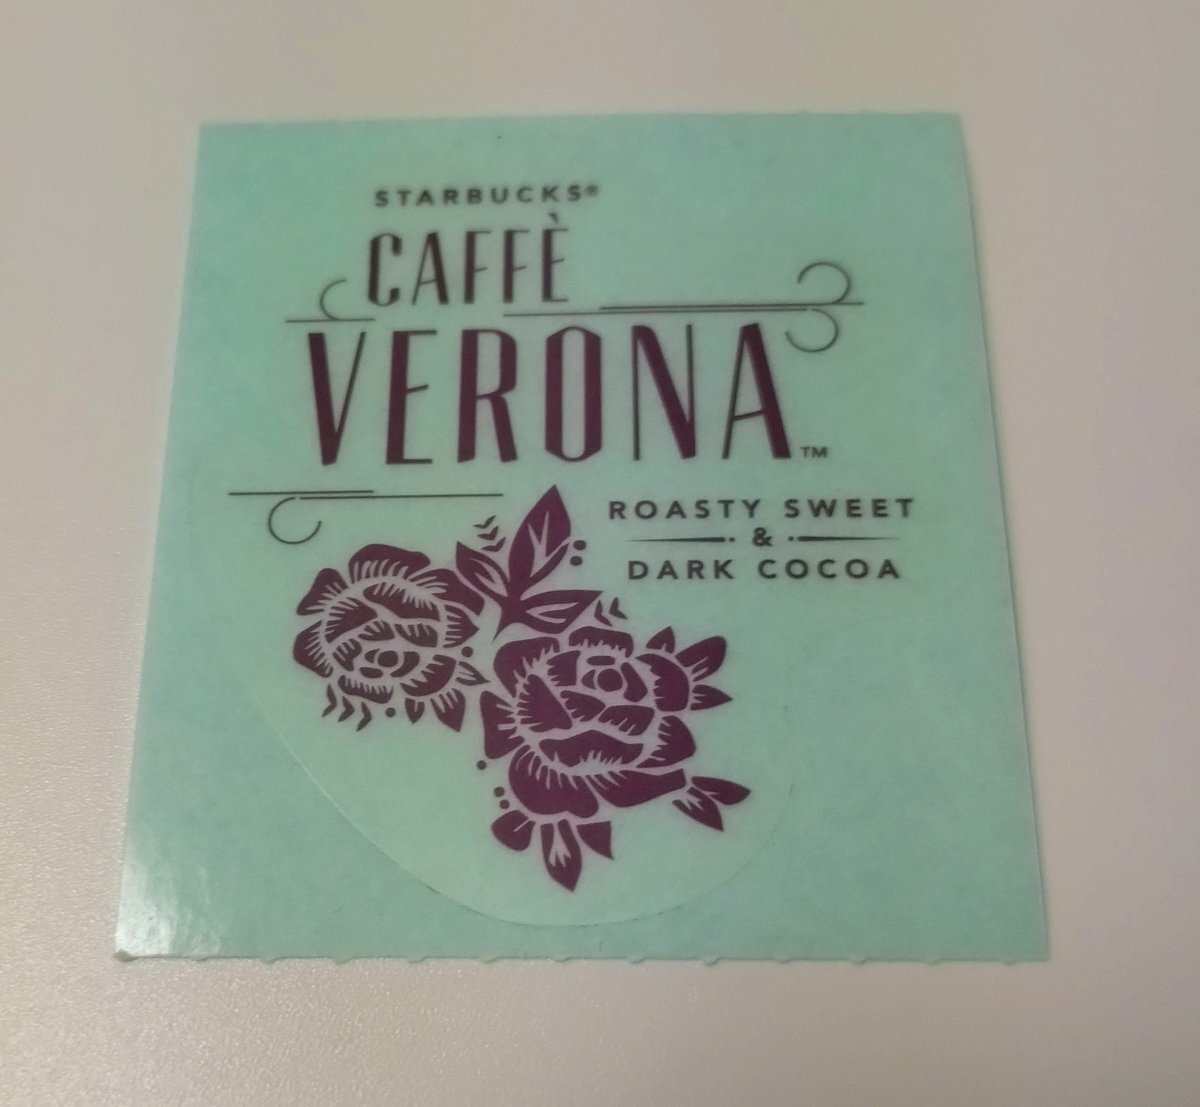 STARBUCKS®
CAFFÈ
VERONA™
ROASTY SWEET
&
DARK COCOA